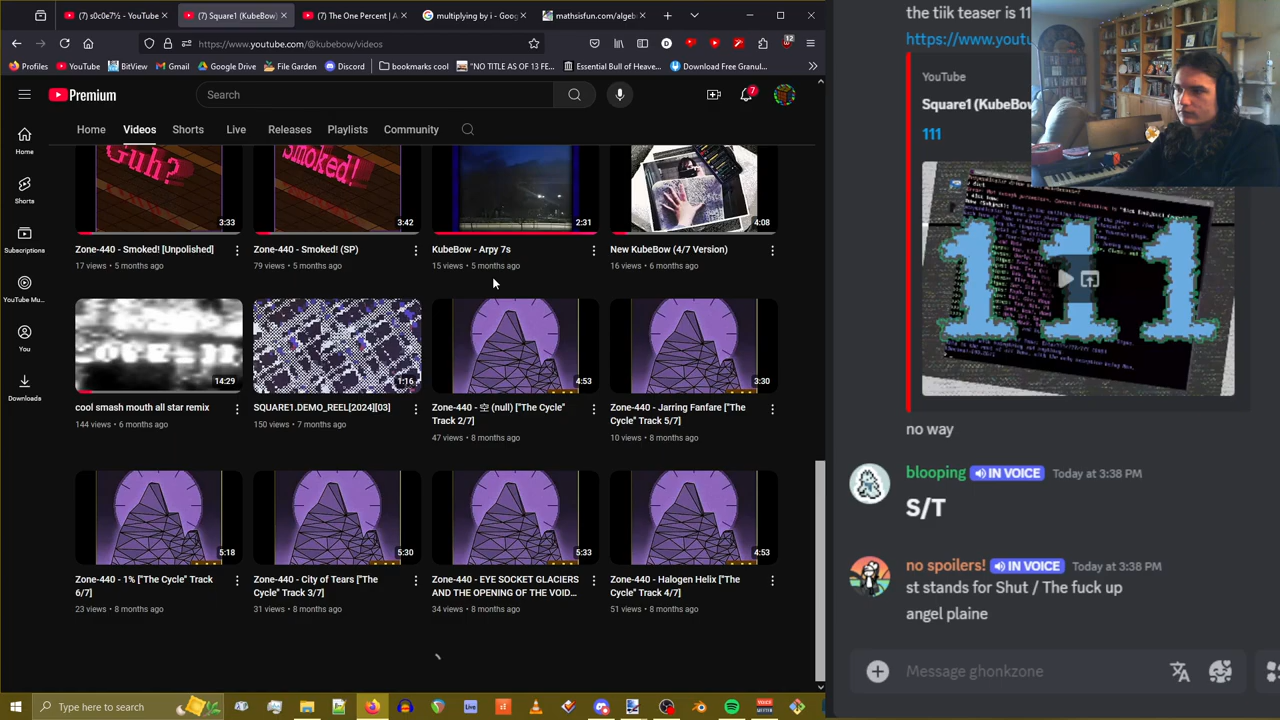 (7) s0c0e7½ - YouTube
(7) Square1 (KubeBow)
(7) The One Percent | A
multiplying by i - Goog
mathsisfun.com/algeb
https://www.youtube.com/@kubebow/videos
12
Profiles
YouTube
BitView
Gmail
Google Drive
File Garden
Discord
bookmarks cool
"NO TITLE AS OF 13 FE...
Essential Bull of Heave...
Download Free Granul...
Premium
Search
7
Home
Videos
Shorts
Live
Releases
Playlists
Community
Home
Shorts
Subscriptions
YouTube Mu...
You
Downloads
Guh?
3:33
Smoked!
3:42
2:31
4:08
Zone-440 - Smoked! [Unpolished]
17 views • 5 months ago
Zone-440 - Smoked! (SP)
79 views • 5 months ago
KubeBow - Arpy 7s
15 views • 5 months ago
New KubeBow (4/7 Version)
16 views • 6 months ago
14:29
1:16
4:53
3:30
cool smash mouth all star remix
144 views • 6 months ago
SQUARE1.DEMO_REEL[2024][03]
150 views • 7 months ago
Zone-440 - 空 (null) ["The Cycle"
Track 2/7]
47 views • 8 months ago
Zone-440 - Jarring Fanfare ["The
Cycle" Track 5/7]
10 views • 8 months ago
5:18
5:30
5:33
4:53
Zone-440 - 1% ["The Cycle" Track
6/7]
23 views • 8 months ago
Zone-440 - City of Tears ["The
Cycle" Track 3/7]
31 views • 8 months ago
Zone-440 - EYE SOCKET GLACIERS
AND THE OPENING OF THE VOID...
34 views • 8 months ago
Zone-440 - Halogen Helix ["The
Cycle" Track 4/7]
51 views • 8 months ago
Type here to search
the tiik teaser is 11
https://www.youtu
YouTube
Square1 (KubeBow
111
111
no way
blooping IN VOICE Today at 3:38 PM
S/T
no spoilers! IN VOICE Today at 3:38 PM
st stands for Shut / The fuck up
angel plaine
Message ghonkzone